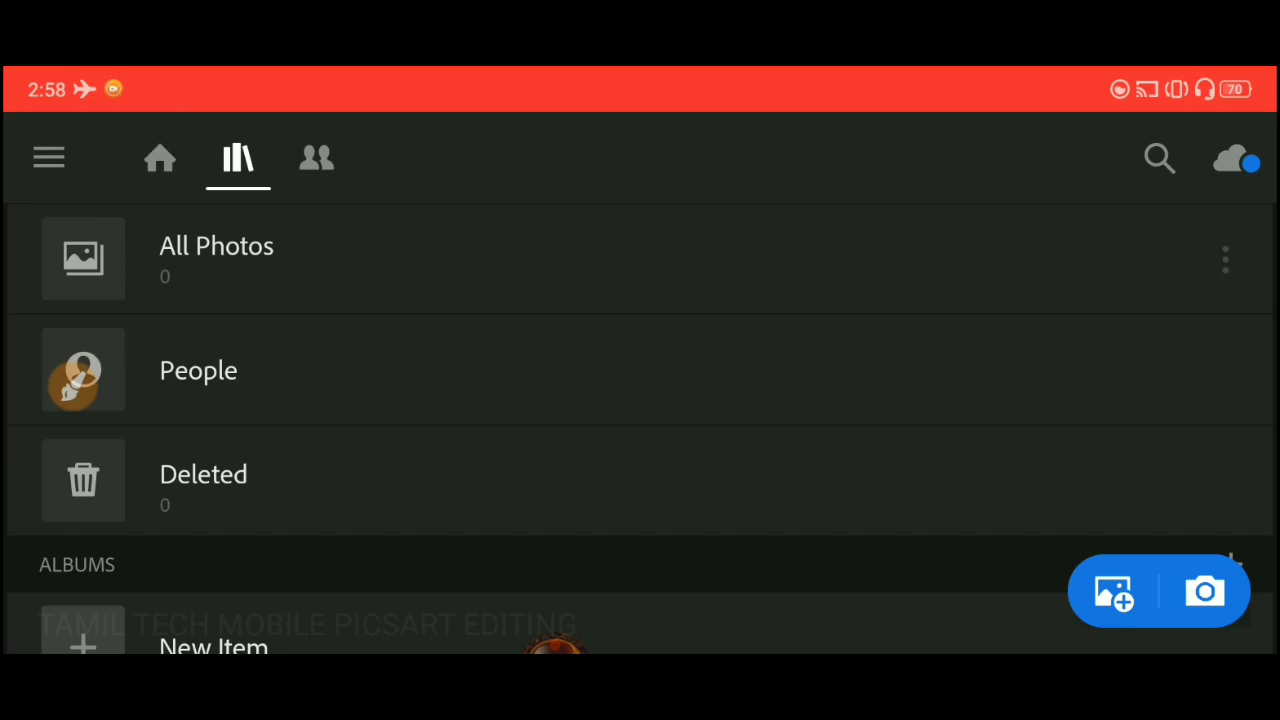 2:58
70
All Photos
0
People
Deleted
0
ALBUMS
TAMIL TECH MOBILE PICSART EDITING
New Item